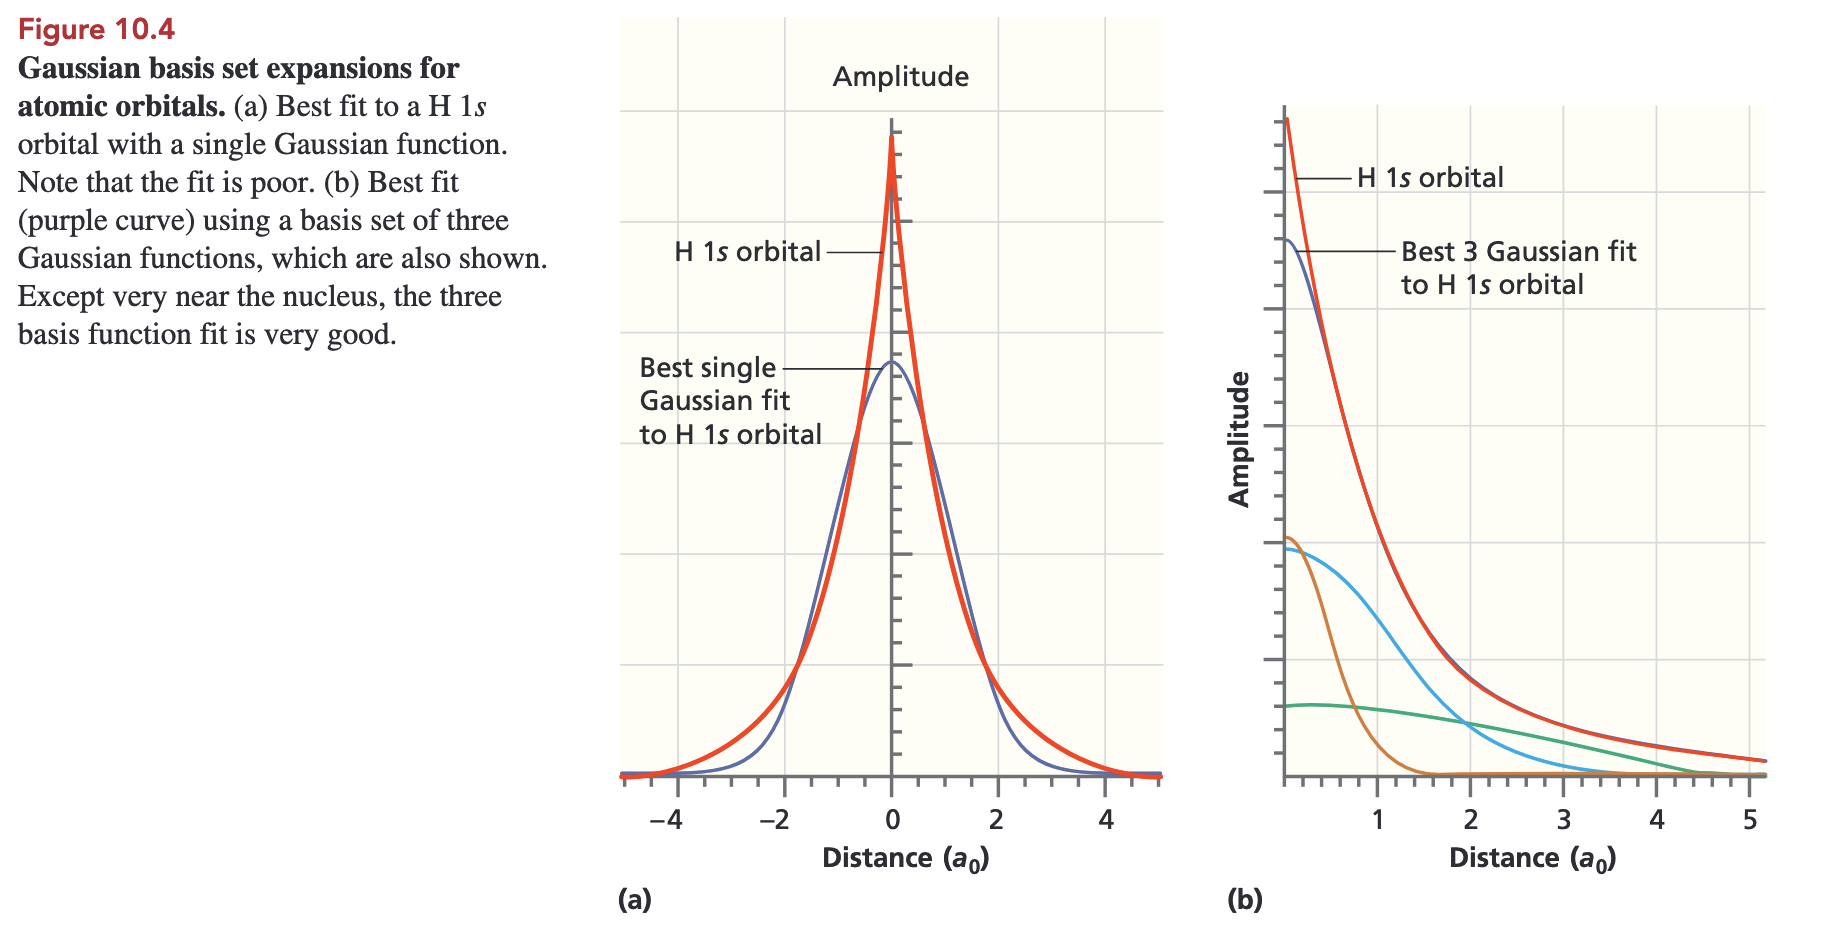 Figure 10.4
Gaussian basis set expansions for
atomic orbitals. (a) Best fit to a H 1s
orbital with a single Gaussian function.
Note that the fit is poor. (b) Best fit
(purple curve) using a basis set of three
Gaussian functions, which are also shown.
Except very near the nucleus, the three
basis function fit is very good.
Amplitude
H 1s orbital
Best single
Gaussian fit
to H 1s orbital
−4 −2 0 2 4
Distance (a0)
(a)
H 1s orbital
Best 3 Gaussian fit
to H 1s orbital
Amplitude
1 2 3 4 5
Distance (a0)
(b)